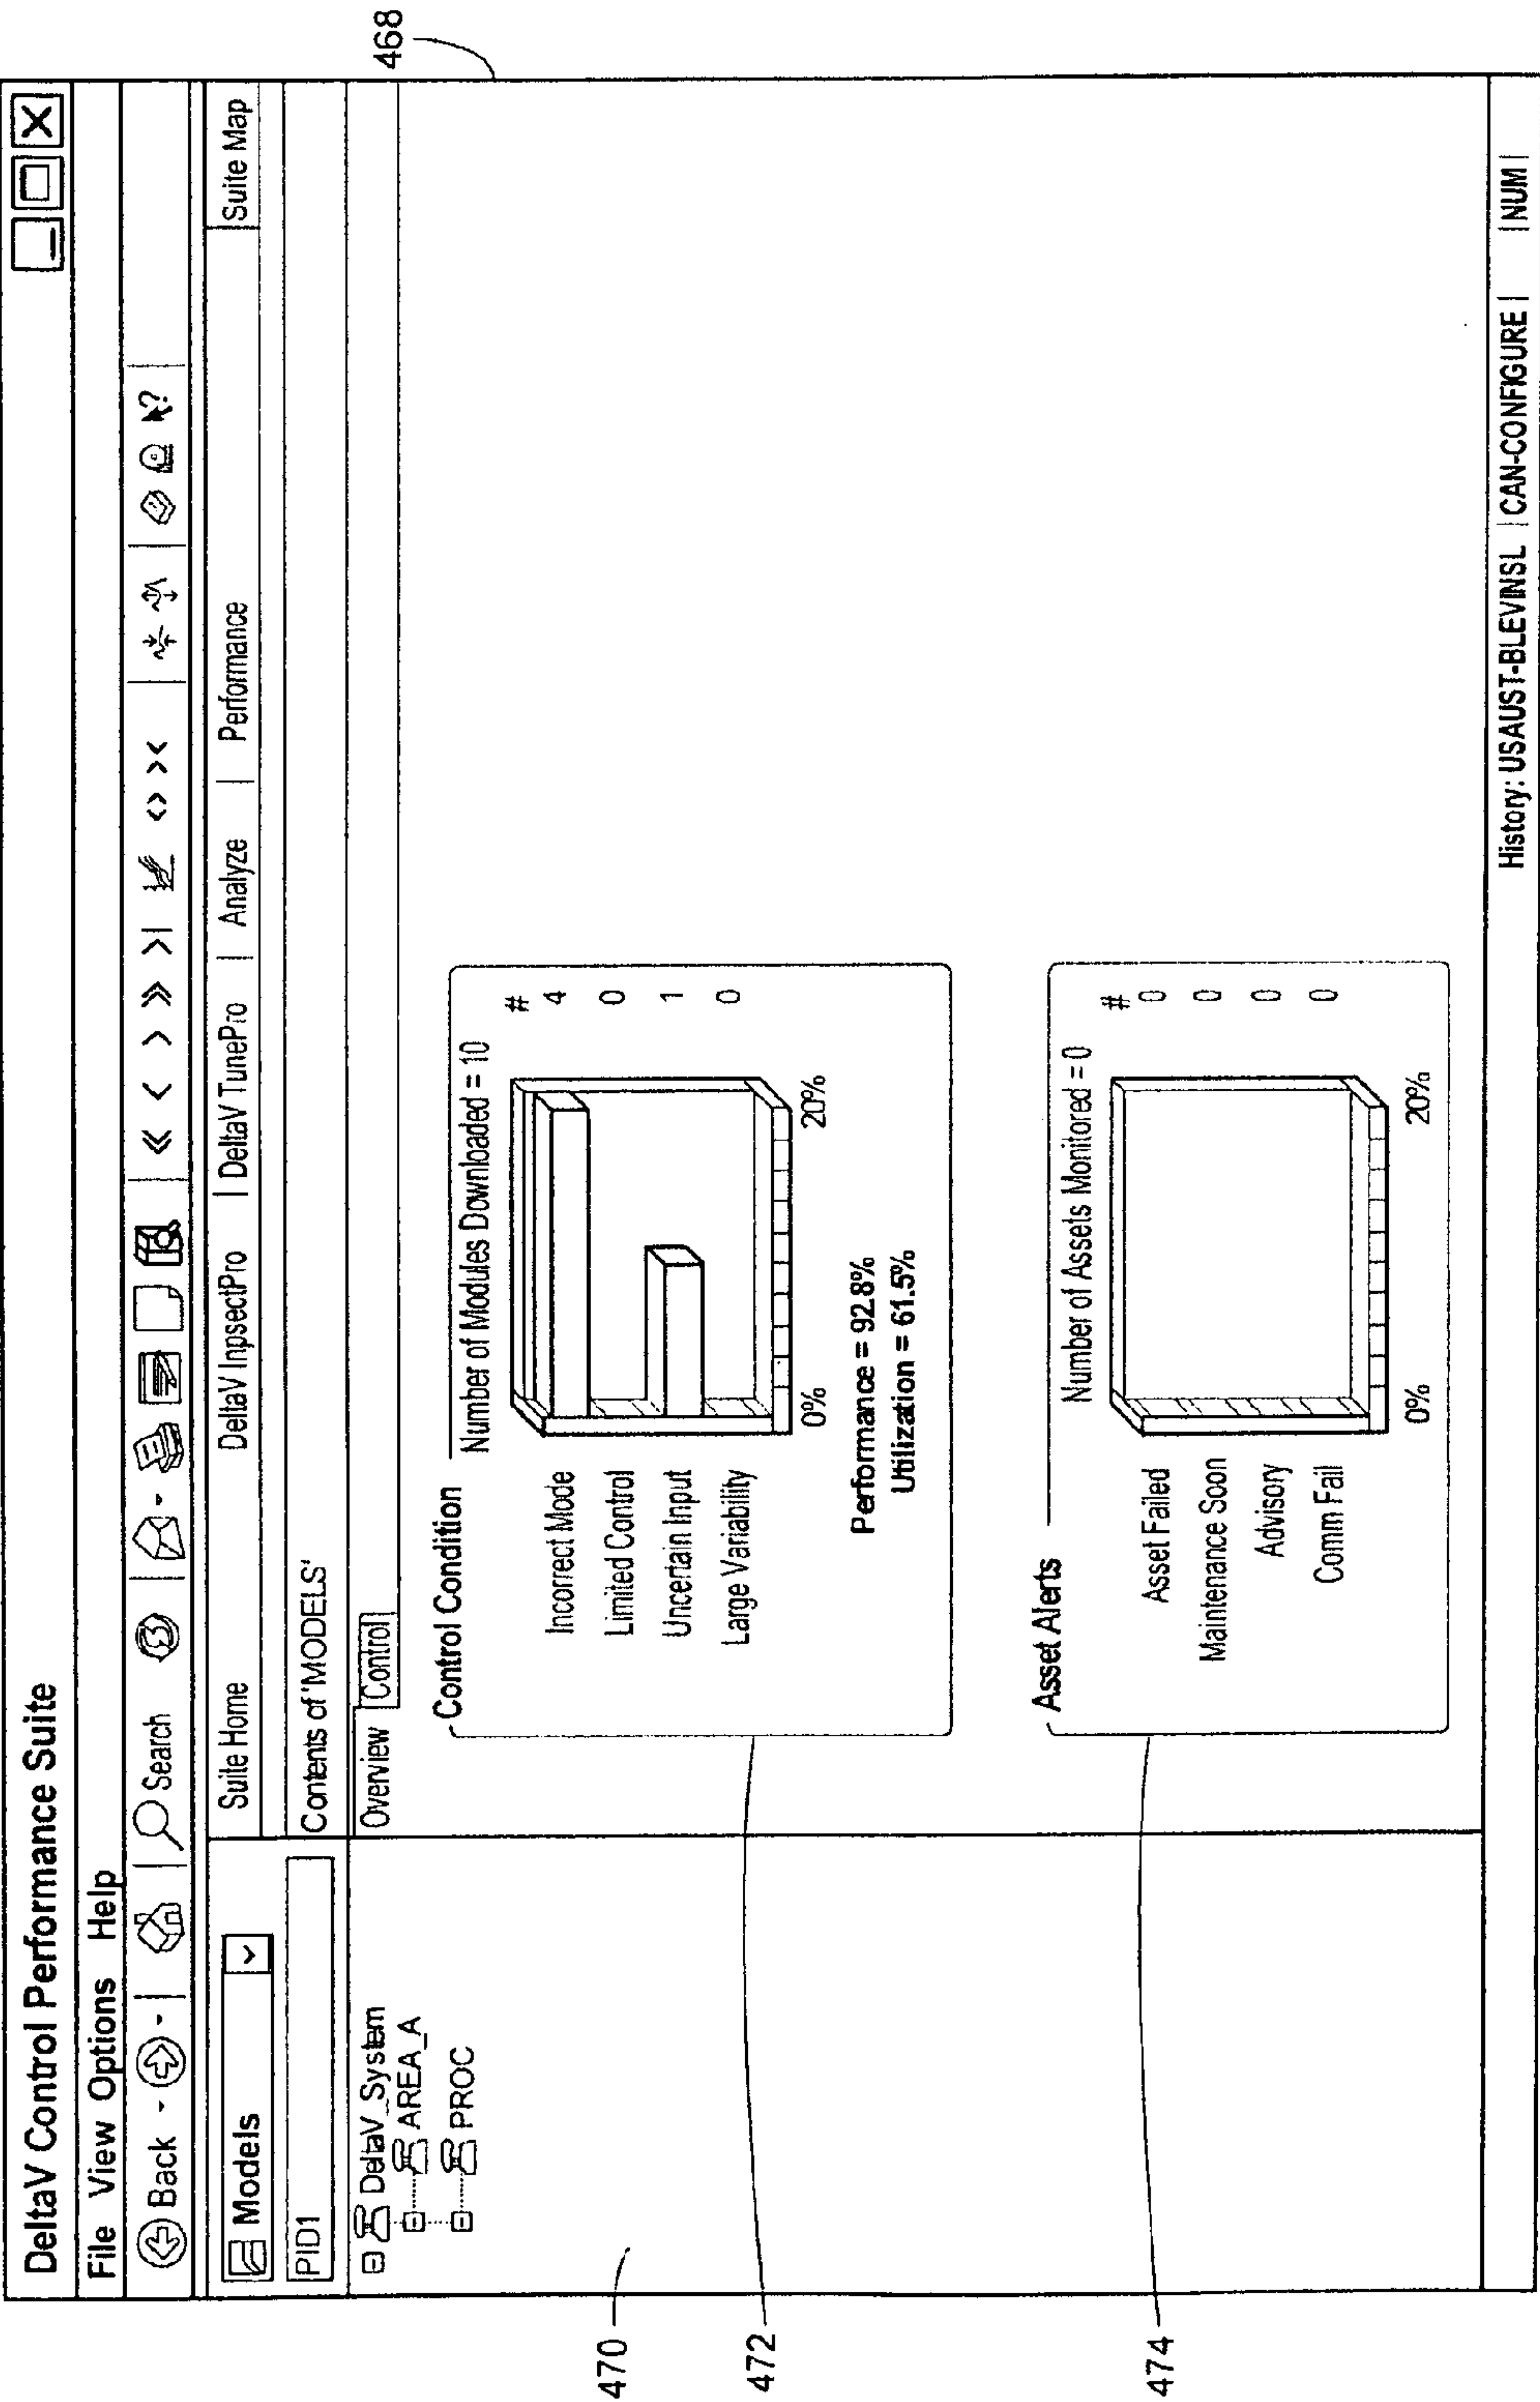 DeltaV Control Performance Suite
File View Options Help
Back Search
Models
Suite Home DeltaV InpsectPro | DeltaV TunePro | Analyze | Performance Suite Map
PID1
Contents of 'MODELS'
Overview Control
468
DeltaV_System
AREA_A
PROC
Control Condition
Number of Modules Downloaded = 10
#
Incorrect Mode 4
Limited Control 0
Uncertain Input 1
Large Variability 0
0% 20%
Performance = 92.8%
Utilization = 61.5%
470
472
Asset Alerts
Number of Assets Monitored = 0
#
Asset Failed 0
Maintenance Soon 0
Advisory 0
Comm Fail 0
0% 20%
474
History: USAUST-BLEVINSL | CAN-CONFIGURE | | NUM |